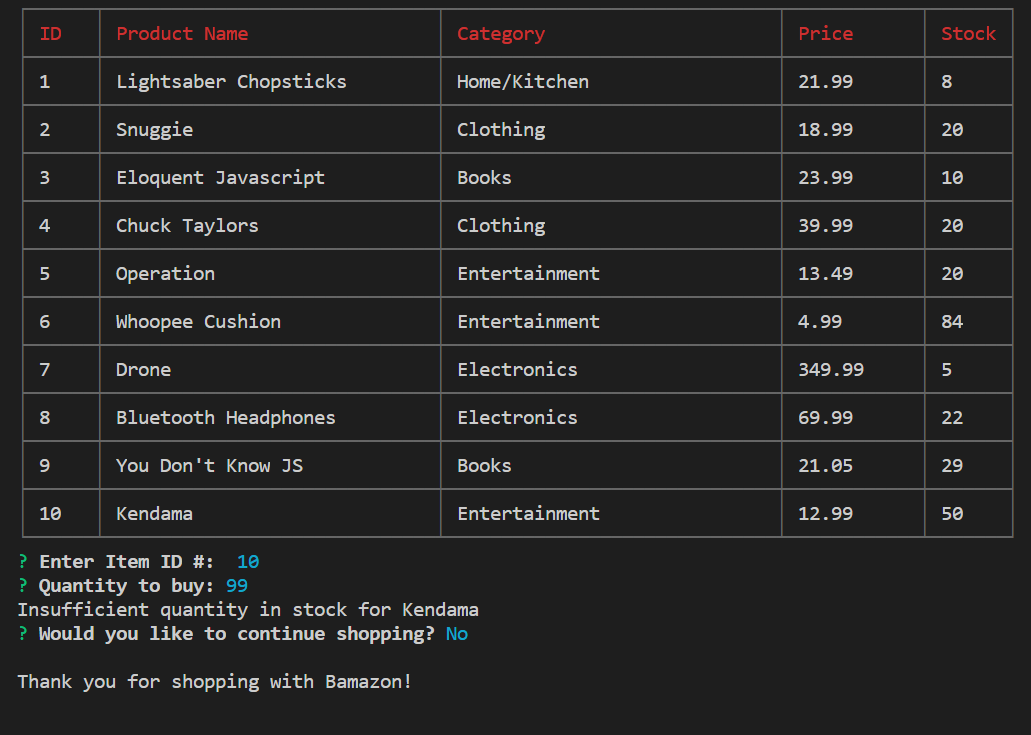 ID Product Name Category Price Stock
1 Lightsaber Chopsticks Home/Kitchen 21.99 8
2 Snuggie Clothing 18.99 20
3 Eloquent Javascript Books 23.99 10
4 Chuck Taylors Clothing 39.99 20
5 Operation Entertainment 13.49 20
6 Whoopee Cushion Entertainment 4.99 84
7 Drone Electronics 349.99 5
8 Bluetooth Headphones Electronics 69.99 22
9 You Don't Know JS Books 21.05 29
10 Kendama Entertainment 12.99 50
? Enter Item ID #: 10
? Quantity to buy: 99
Insufficient quantity in stock for Kendama
? Would you like to continue shopping? No
Thank you for shopping with Bamazon!